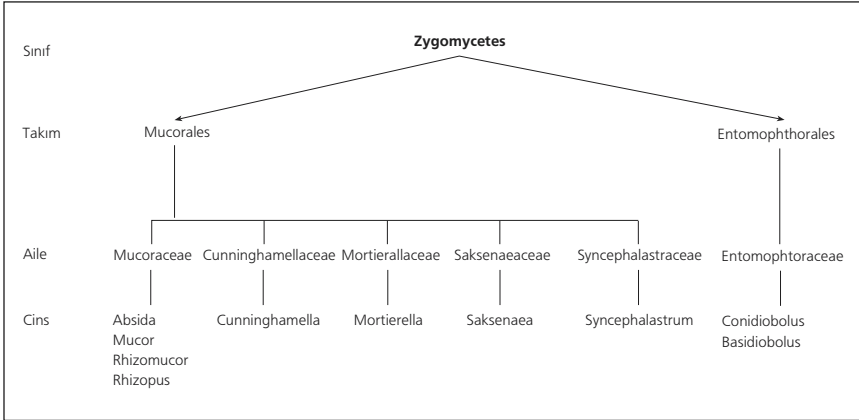 Sınıf Zygomycetes
Takım Mucorales Entomophthorales
Aile Mucoraceae Cunninghamellaceae Mortierallaceae Saksenaeaceae Syncephalastraceae Entomophtoraceae
Cins Absida Cunninghamella Mortierella Saksenaea Syncephalastrum Conidiobolus
Mucor Basidiobolus
Rhizomucor
Rhizopus